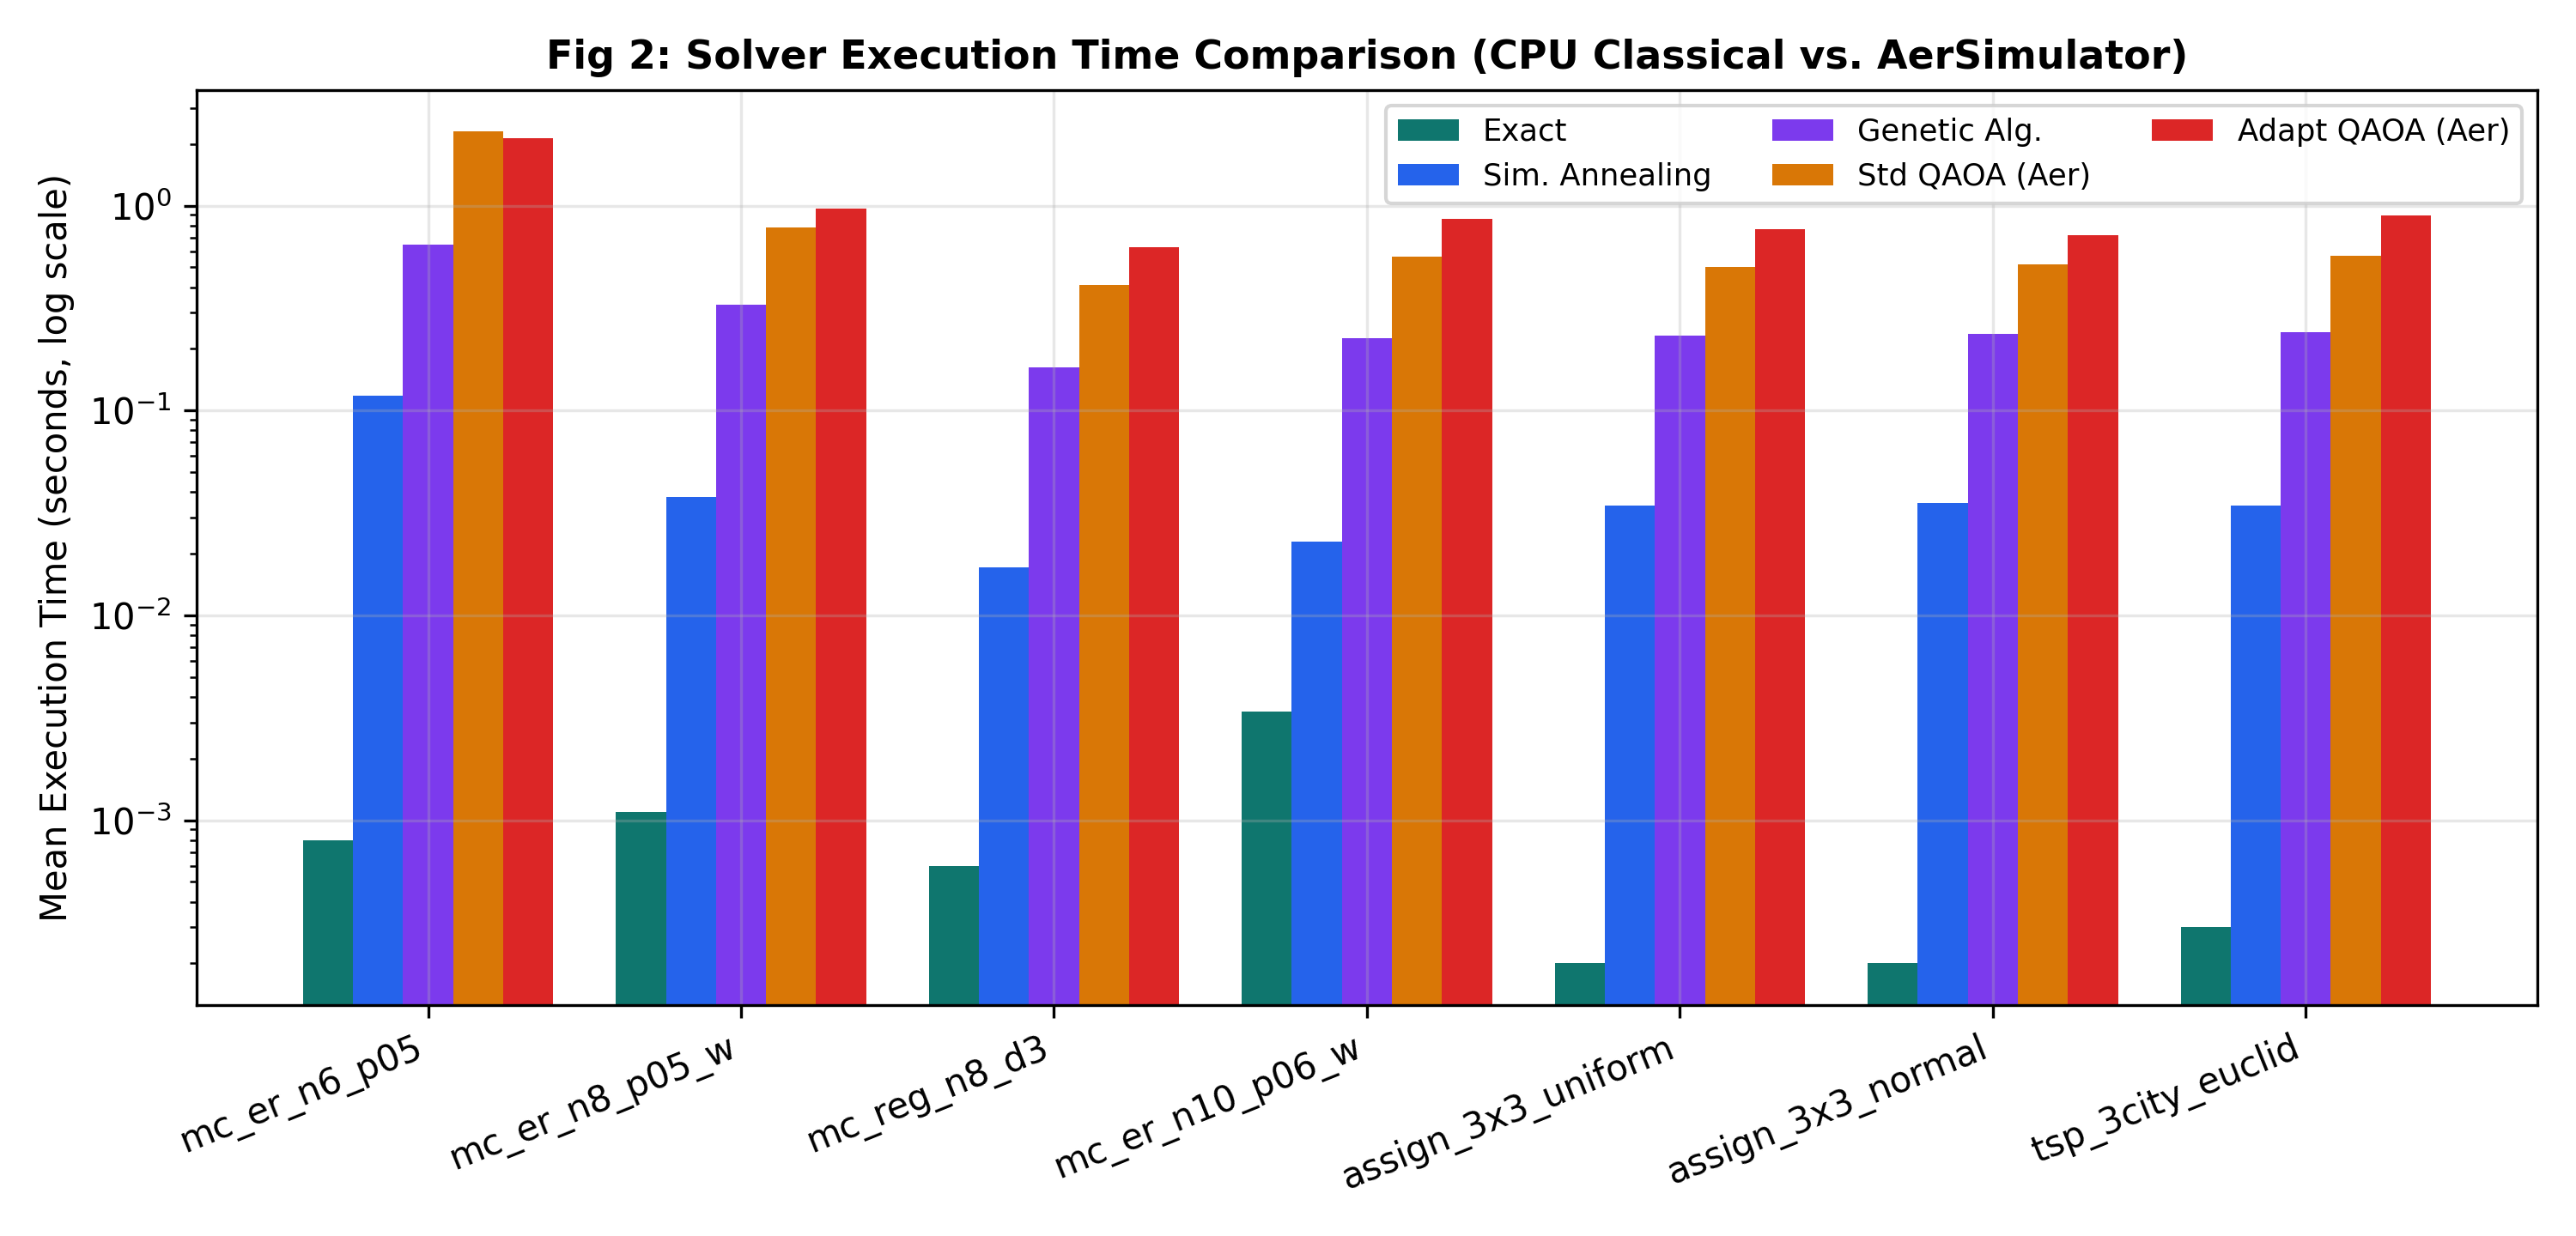 Fig 2: Solver Execution Time Comparison (CPU Classical vs. AerSimulator)
Exact
Sim. Annealing
Genetic Alg.
Std QAOA (Aer)
Adapt QAOA (Aer)
Mean Execution Time (seconds, log scale)
10⁰
10⁻¹
10⁻²
10⁻³
mc_er_n6_p05
mc_er_n8_p05_w
mc_reg_n8_d3
mc_er_n10_p06_w
assign_3x3_uniform
assign_3x3_normal
tsp_3city_euclid